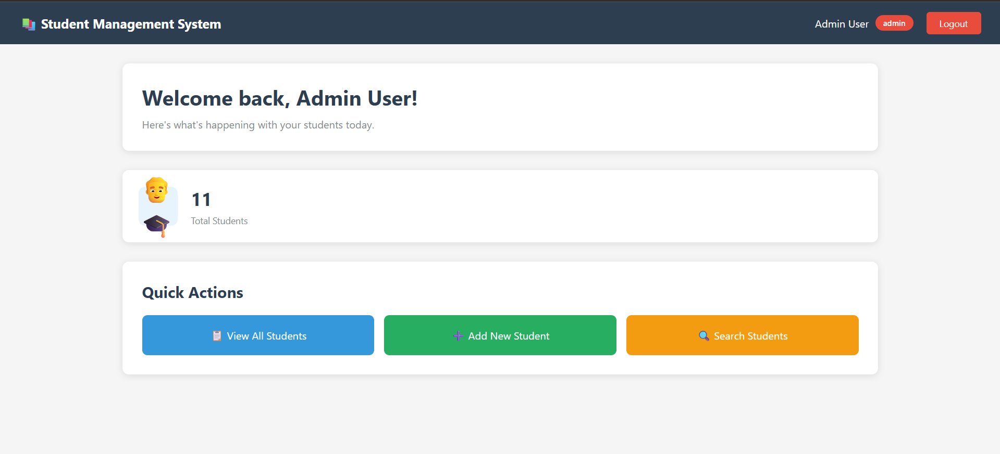 Student Management System
Admin User
admin
Logout
Welcome back, Admin User!
Here's what's happening with your students today.
11
Total Students
Quick Actions
View All Students
Add New Student
Search Students